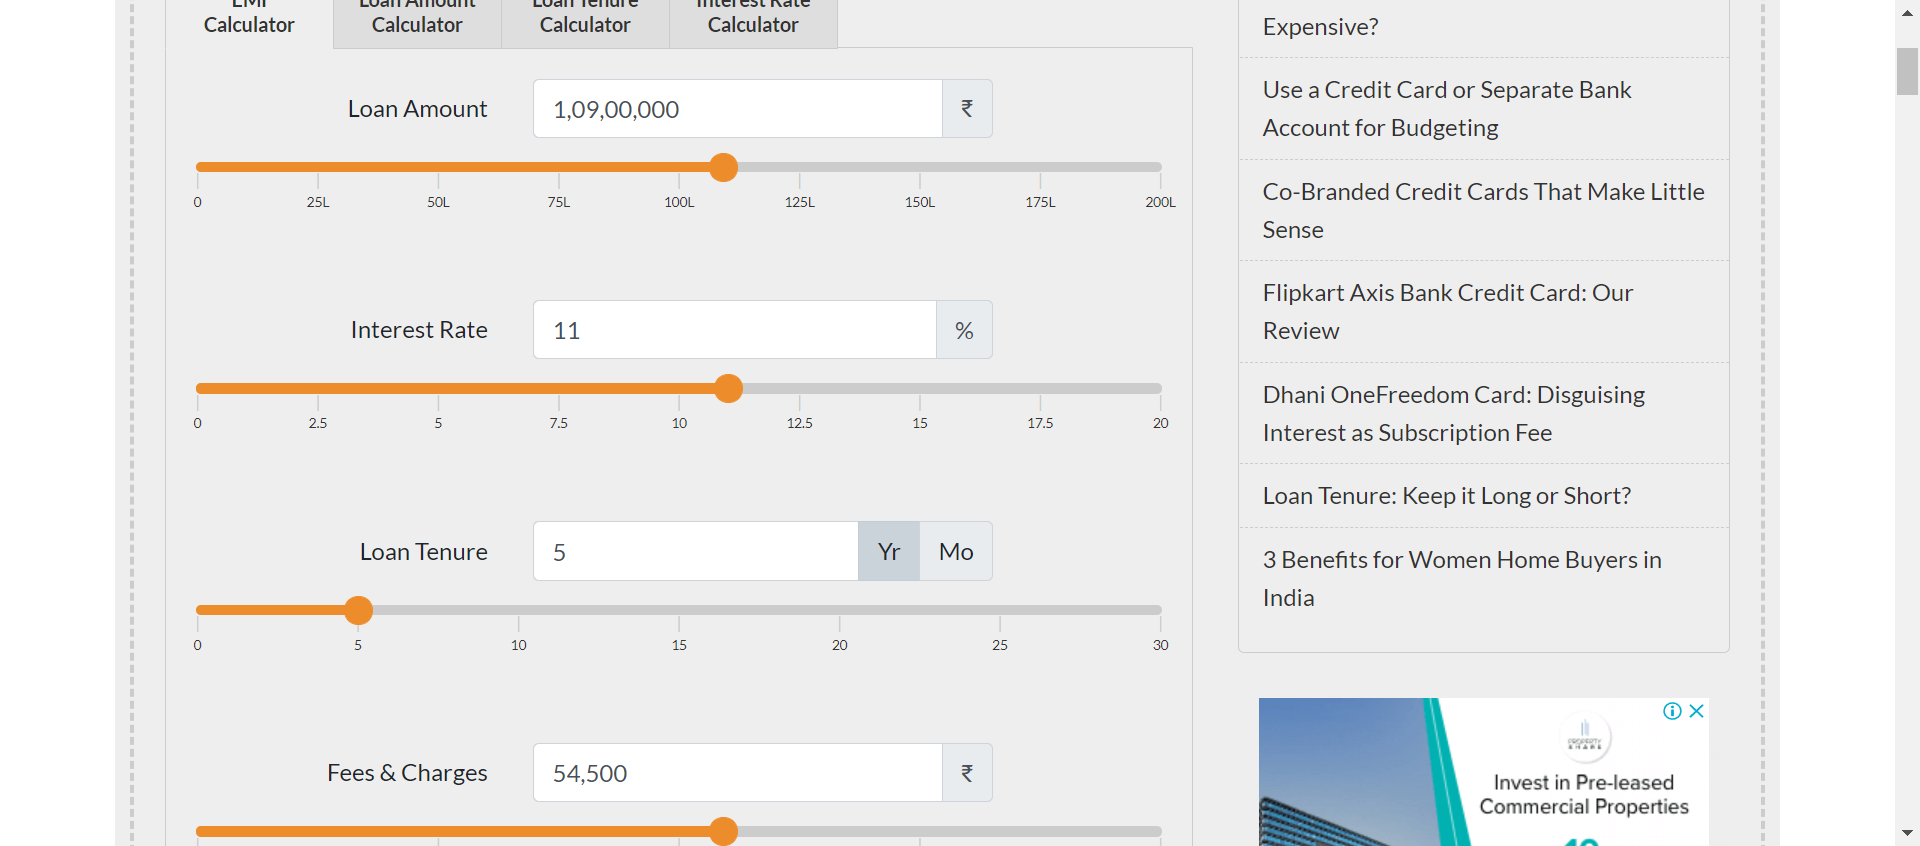 EMI
Calculator
Loan Amount
Calculator
Loan Tenure
Calculator
Interest Rate
Calculator
Loan Amount
1,09,00,000
₹
0
25L
50L
75L
100L
125L
150L
175L
200L
Interest Rate
11
%
0
2.5
5
7.5
10
12.5
15
17.5
20
Loan Tenure
5
Yr
Mo
0
5
10
15
20
25
30
Fees & Charges
54,500
₹
Expensive?
Use a Credit Card or Separate Bank
Account for Budgeting
Co-Branded Credit Cards That Make Little
Sense
Flipkart Axis Bank Credit Card: Our
Review
Dhani OneFreedom Card: Disguising
Interest as Subscription Fee
Loan Tenure: Keep it Long or Short?
3 Benefits for Women Home Buyers in
India
PROPERTY
SHARE
Invest in Pre-leased
Commercial Properties